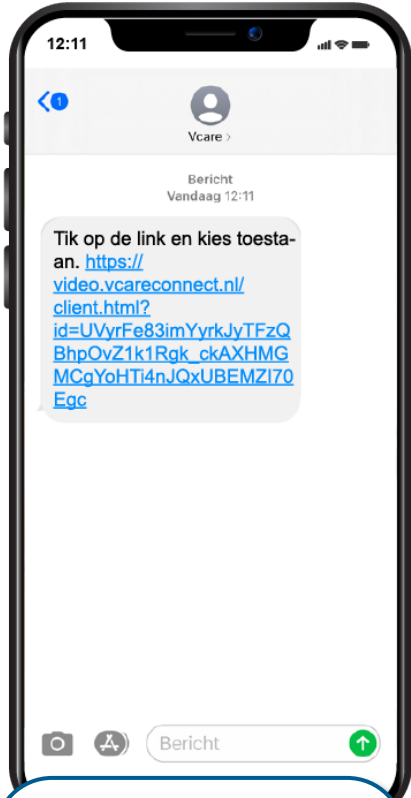 12:11
1
Vcare >
Bericht
Vandaag 12:11
Tik op de link en kies toesta-
an. https://
video.vcareconnect.nl/
client.html?
id=UVyrFe83imYyrkJyTFzQ
BhpOvZ1k1Rgk_ckAXHMG
MCgYoHTi4nJQxUBEMZI70
Egc
Bericht